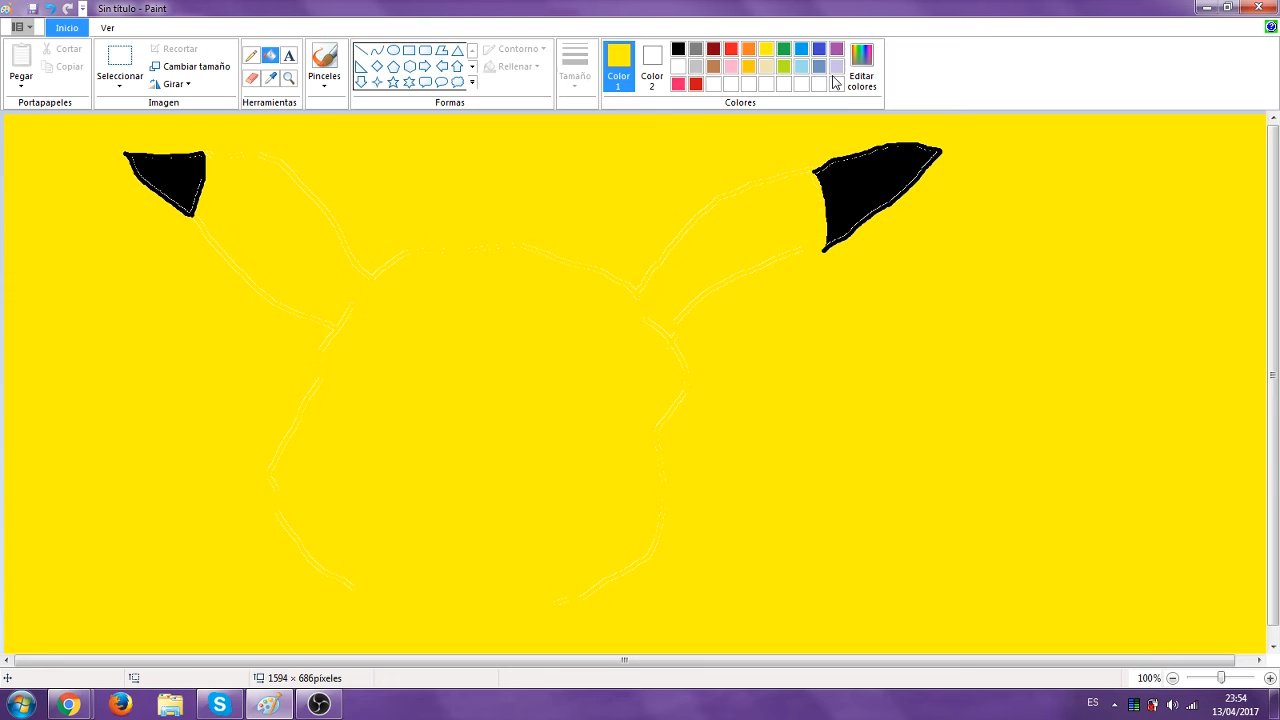 Sin título - Paint
Inicio
Ver
Pegar
Cortar
Copiar
Portapapeles
Seleccionar
Recortar
Cambiar tamaño
Girar
Imagen
A
Herramientas
Pinceles
Contorno
Rellenar
Formas
Tamaño
Color
1
Color
2
Editar
colores
Colores
1594 × 686píxeles
100%
ES
23:54
13/04/2017